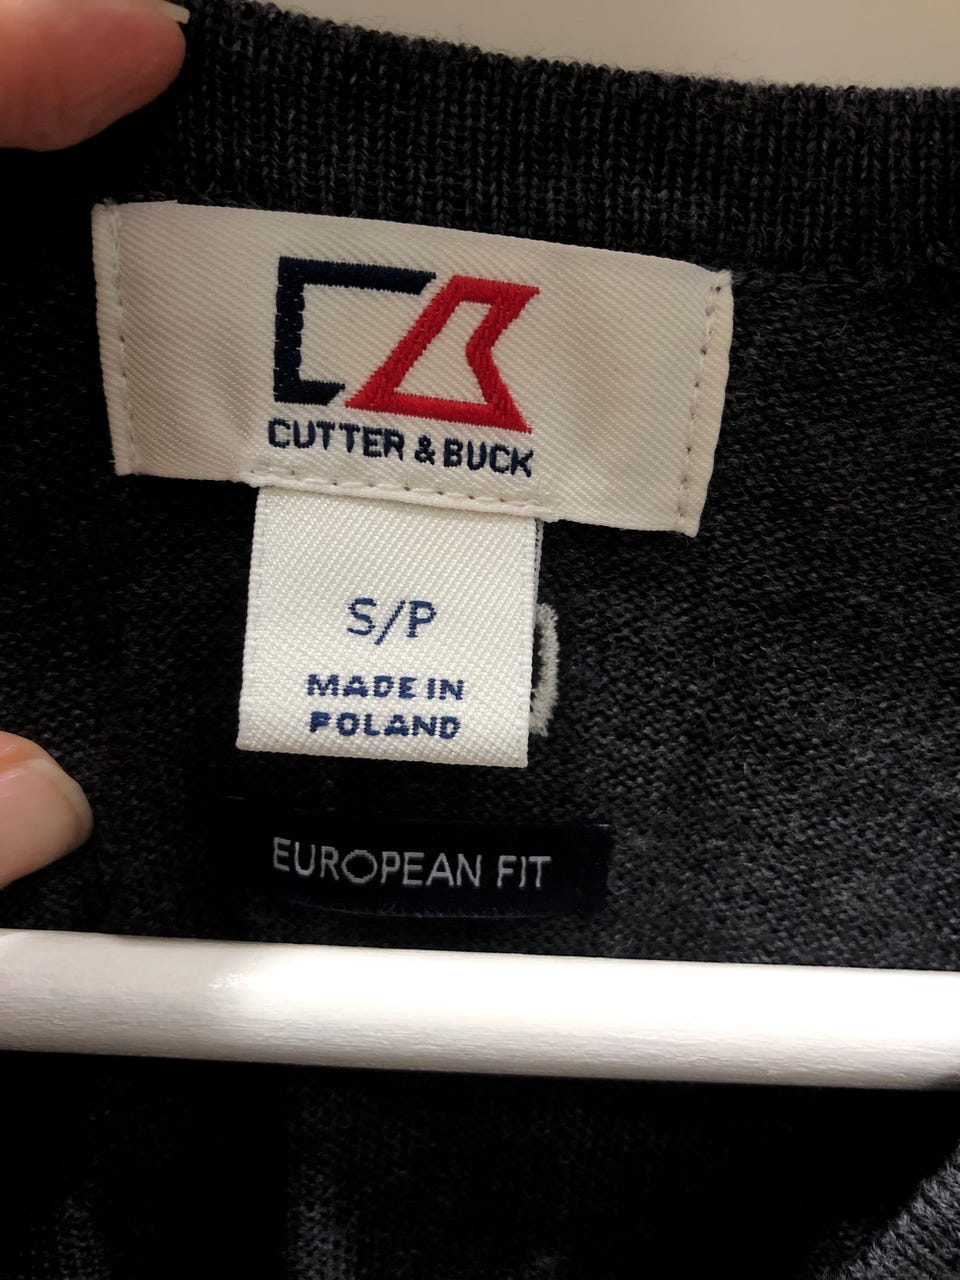 CUTTER & BUCK
S/P
MADE IN
POLAND
EUROPEAN FIT